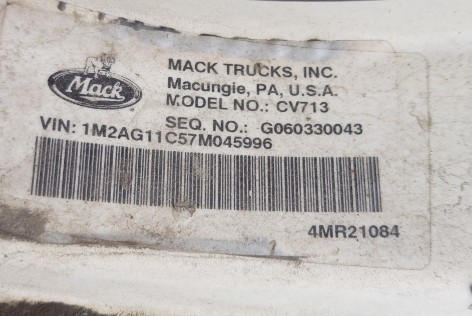 Mack
MACK TRUCKS, INC.
Macungie, PA, U.S.A.
MODEL NO.: CV713
SEQ. NO.: G060330043
VIN: 1M2AG11C57M045996
4MR21084